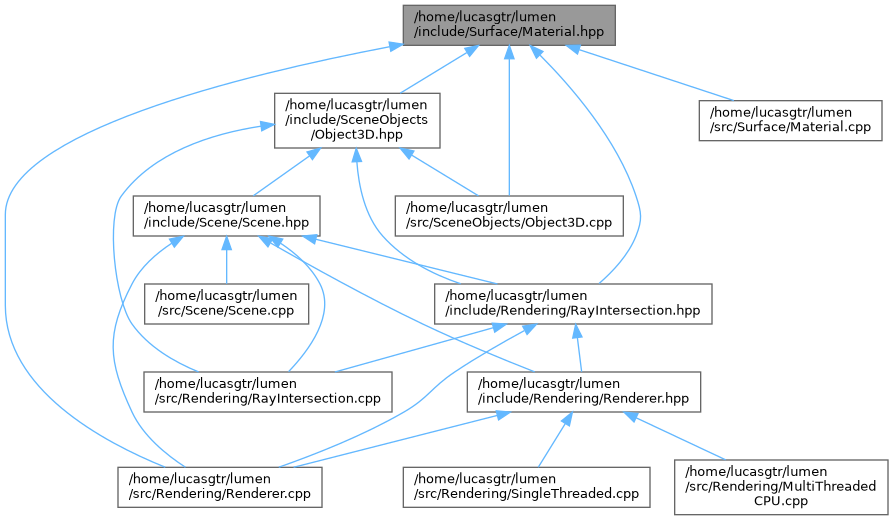 /home/lucasgtr/lumen
/include/Surface/Material.hpp
/home/lucasgtr/lumen
/include/SceneObjects
/Object3D.hpp
/home/lucasgtr/lumen
/src/Surface/Material.cpp
/home/lucasgtr/lumen
/include/Scene/Scene.hpp
/home/lucasgtr/lumen
/src/SceneObjects/Object3D.cpp
/home/lucasgtr/lumen
/src/Scene/Scene.cpp
/home/lucasgtr/lumen
/include/Rendering/RayIntersection.hpp
/home/lucasgtr/lumen
/src/Rendering/RayIntersection.cpp
/home/lucasgtr/lumen
/include/Rendering/Renderer.hpp
/home/lucasgtr/lumen
/src/Rendering/Renderer.cpp
/home/lucasgtr/lumen
/src/Rendering/SingleThreaded.cpp
/home/lucasgtr/lumen
/src/Rendering/MultiThreaded
CPU.cpp